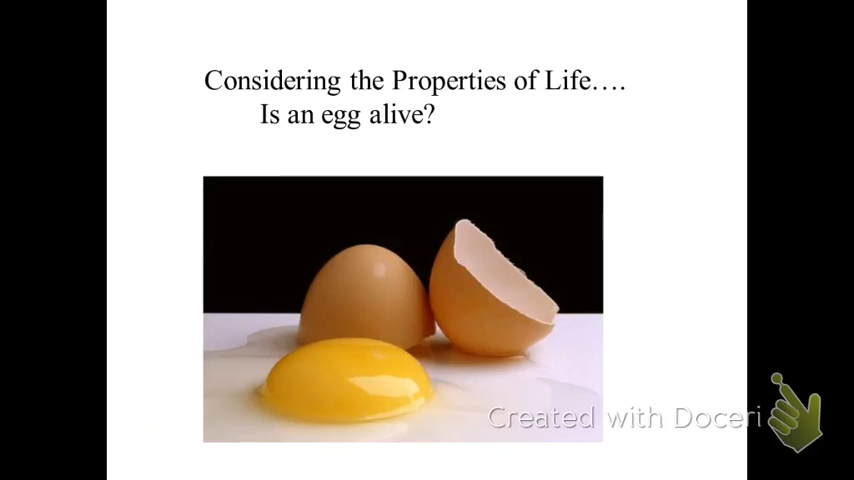 Considering the Properties of Life….
Is an egg alive?
Created with Doceri